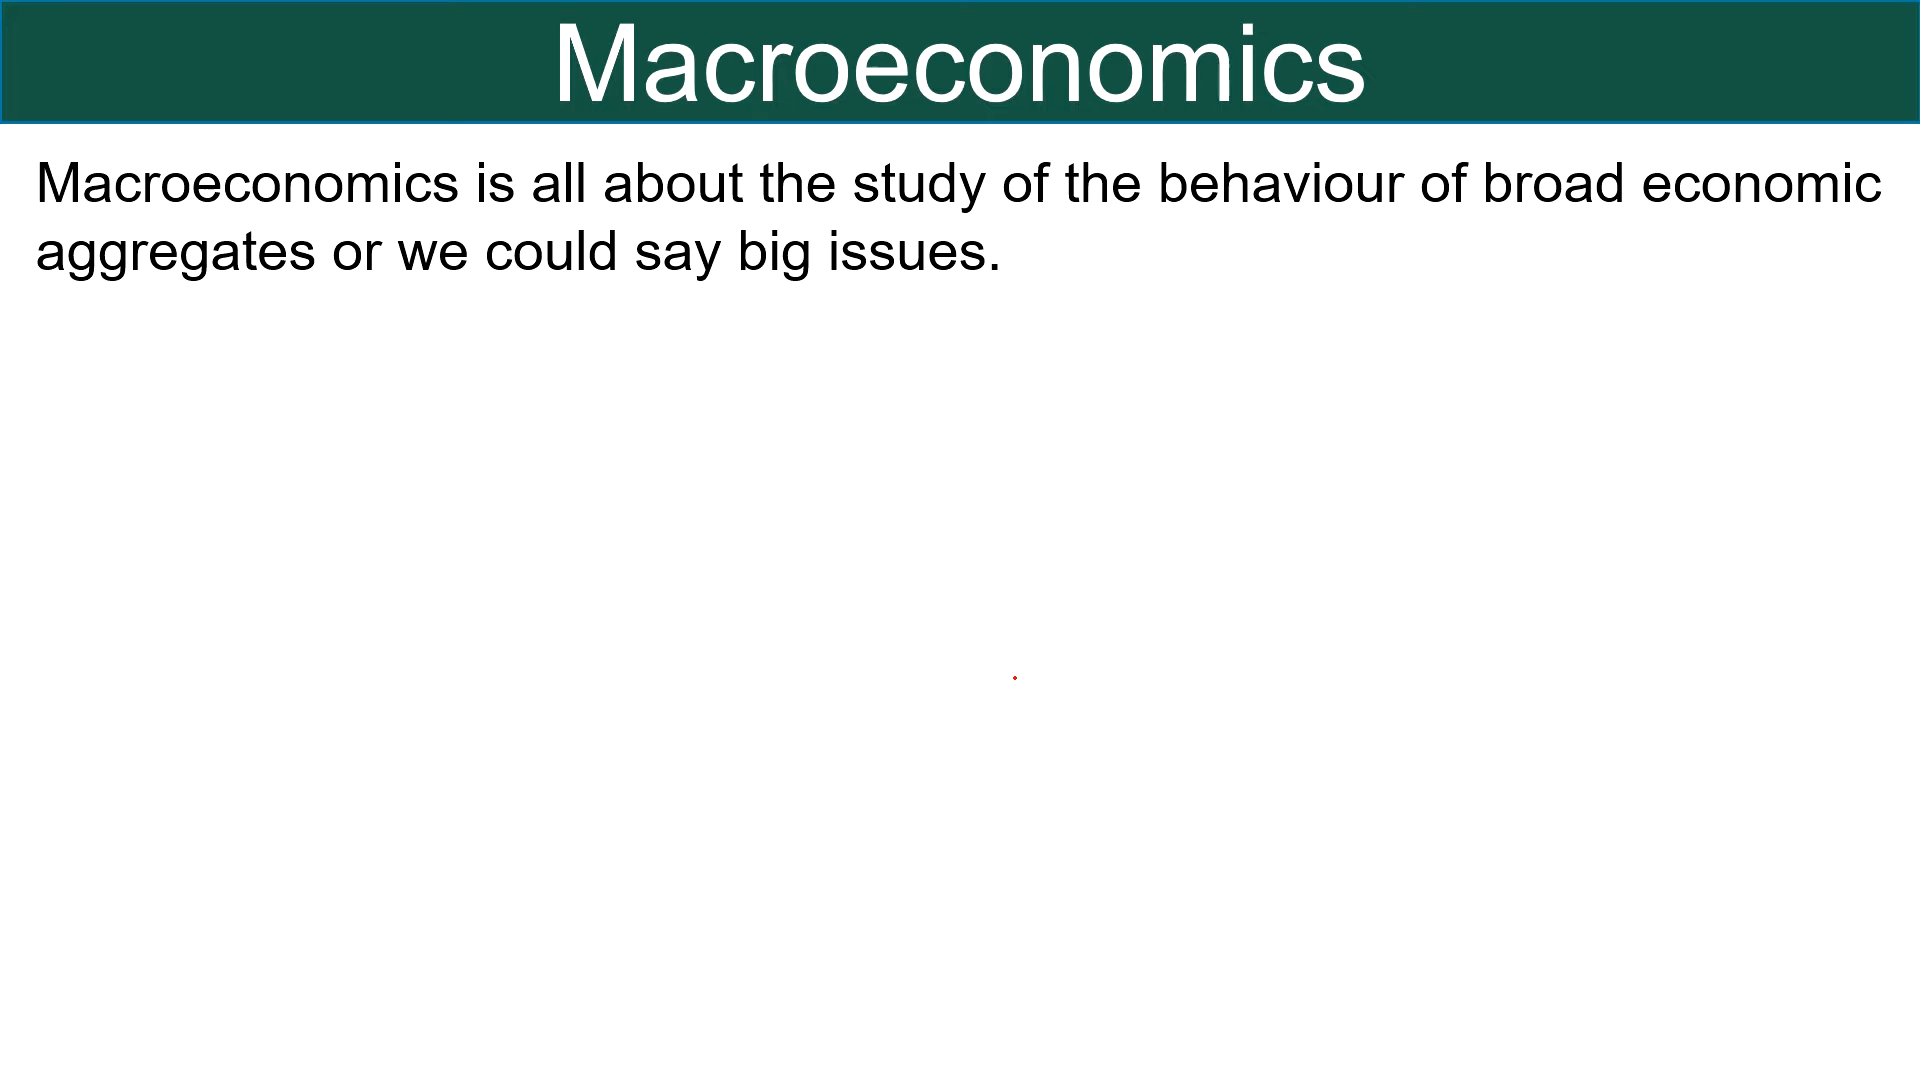 Macroeconomics
Macroeconomics is all about the study of the behaviour of broad economic
aggregates or we could say big issues.